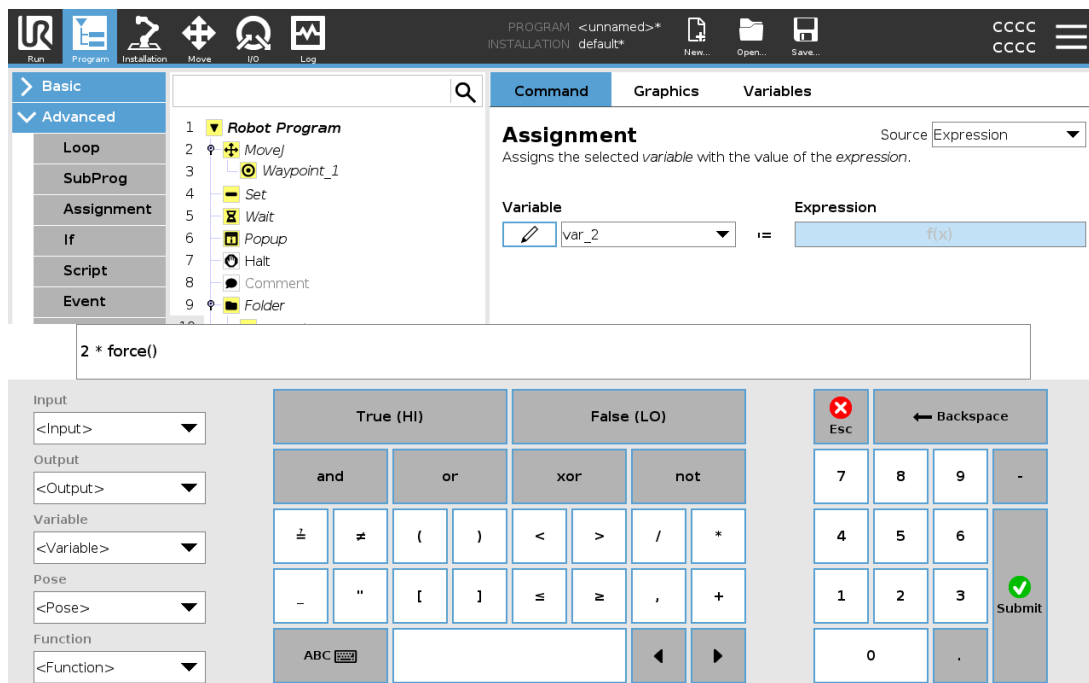 PROGRAM <unnamed>*
INSTALLATION default*
CCCC
CCCC
Run Program Installation Move I/O Log New... Open... Save...
Basic
Advanced
Loop
SubProg
Assignment
If
Script
Event
1 Robot Program
2 MoveJ
3 Waypoint_1
4 Set
5 Wait
6 Popup
7 Halt
8 Comment
9 Folder
Command Graphics Variables
Assignment
Source Expression
Assigns the selected variable with the value of the expression.
Variable Expression
var_2 := f(x)
2 * force()
Input
<Input>
Output
<Output>
Variable
<Variable>
Pose
<Pose>
Function
<Function>
True (HI) False (LO)
and or xor not
≟ ≠ ( ) < > / *
_ " [ ] ≤ ≥ , +
ABC
Esc Backspace
7 8 9 -
4 5 6
1 2 3 Submit
0 .